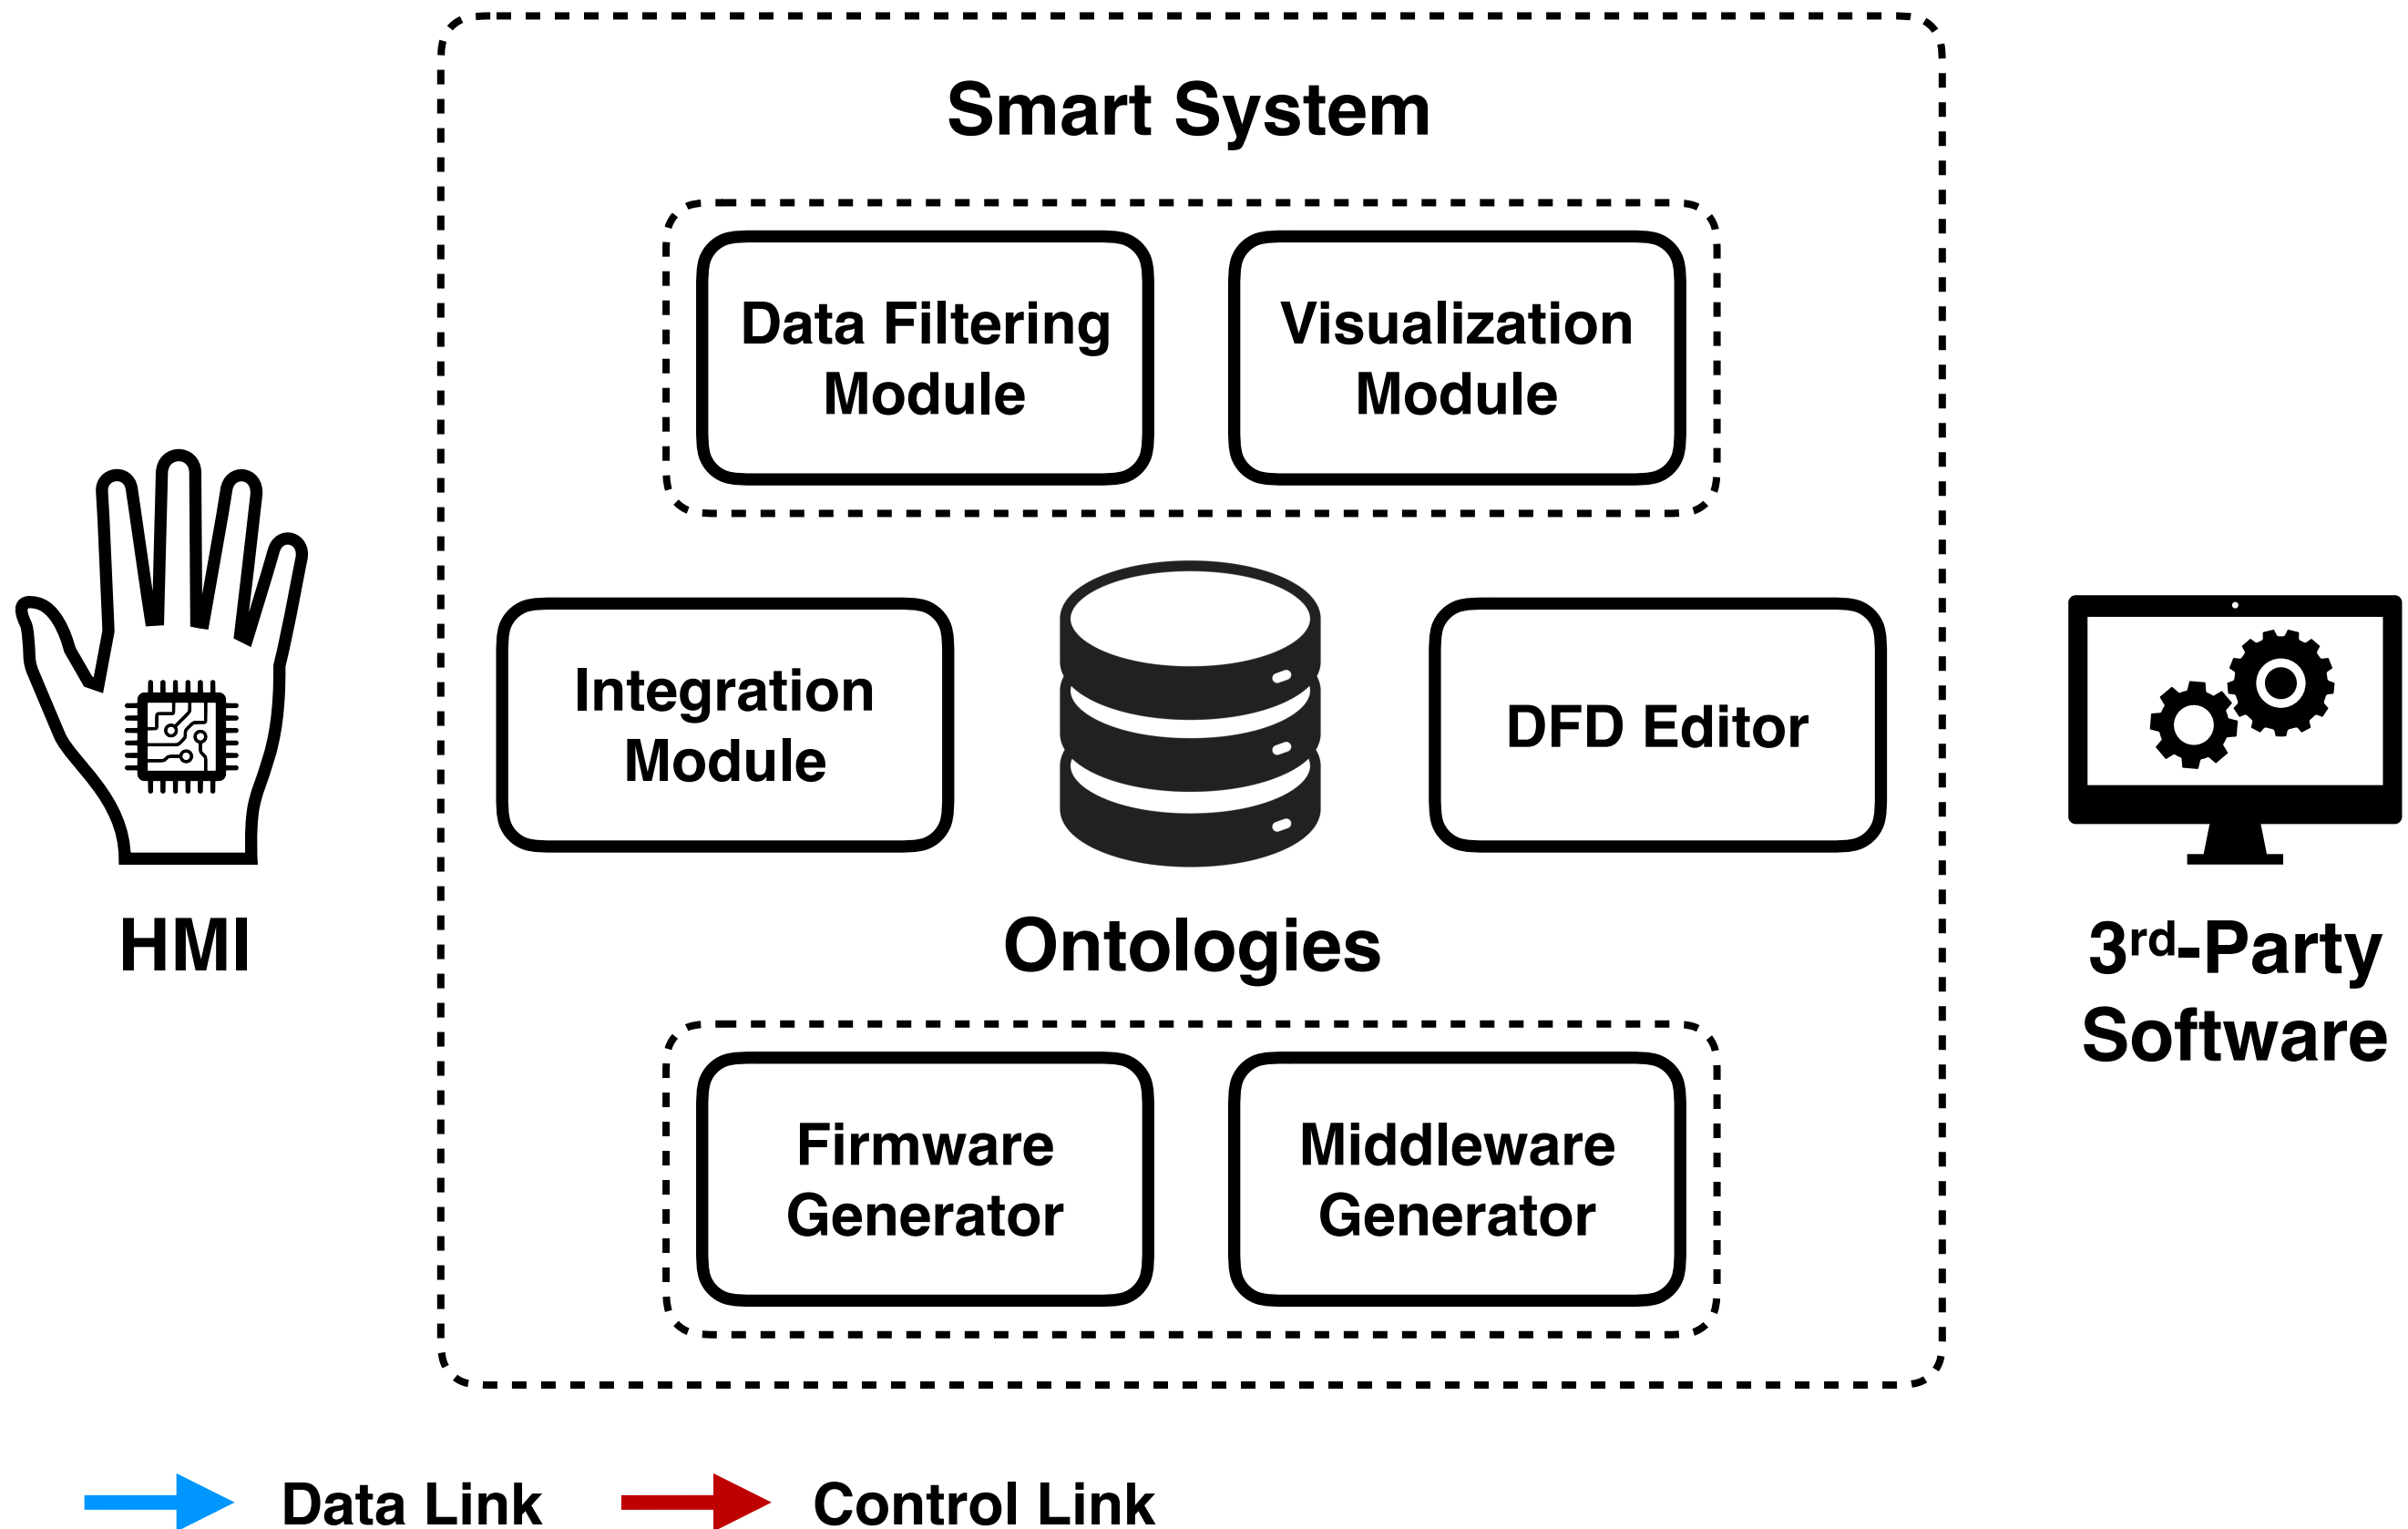 Smart System
Data Filtering
Module
Visualization
Module
Integration
Module
DFD Editor
HMI
Ontologies
3rd-Party
Software
Firmware
Generator
Middleware
Generator
Data Link
Control Link